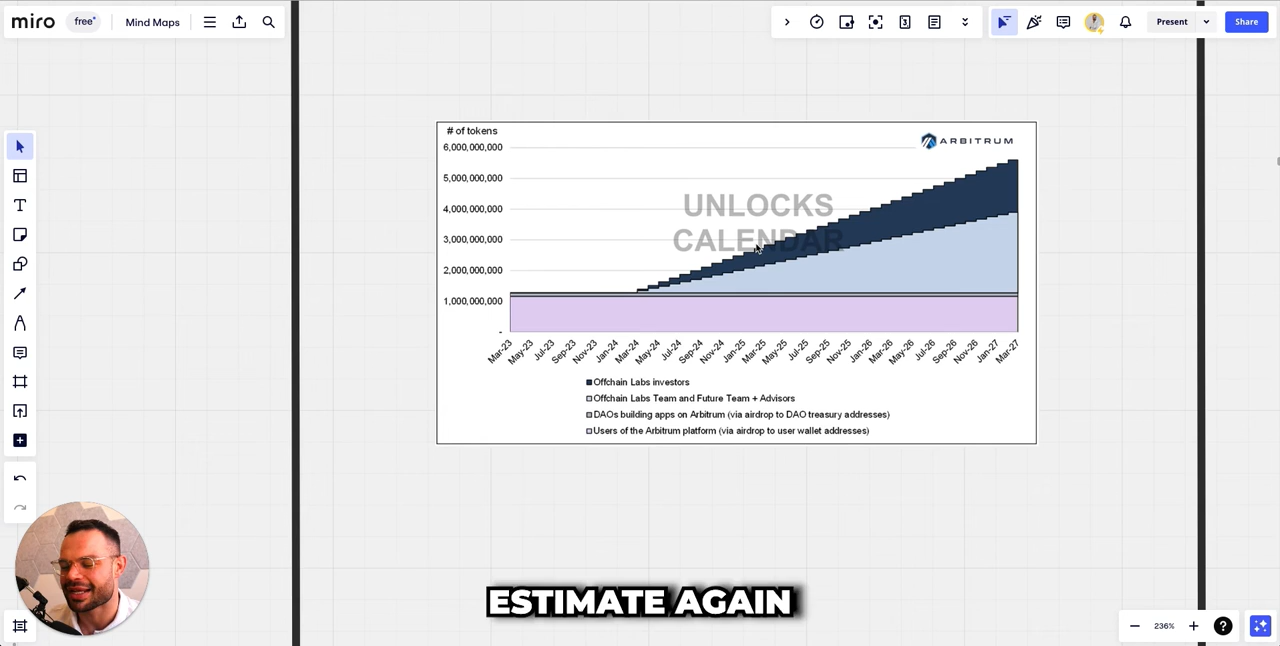 miro free* Mind Maps
3
Present
Share
# of tokens
ARBITRUM
6,000,000,000
5,000,000,000
4,000,000,000
3,000,000,000
2,000,000,000
1,000,000,000
-
UNLOCKS
CALENDAR
Mar-23 May-23 Jul-23 Sep-23 Nov-23 Jan-24 Mar-24 May-24 Jul-24 Sep-24 Nov-24 Jan-25 Mar-25 May-25 Jul-25 Sep-25 Nov-25 Jan-26 Mar-26 May-26 Jul-26 Sep-26 Nov-26 Jan-27 Mar-27
Offchain Labs investors
Offchain Labs Team and Future Team + Advisors
DAOs building apps on Arbitrum (via airdrop to DAO treasury addresses)
Users of the Arbitrum platform (via airdrop to user wallet addresses)
ESTIMATE AGAIN
236%
?